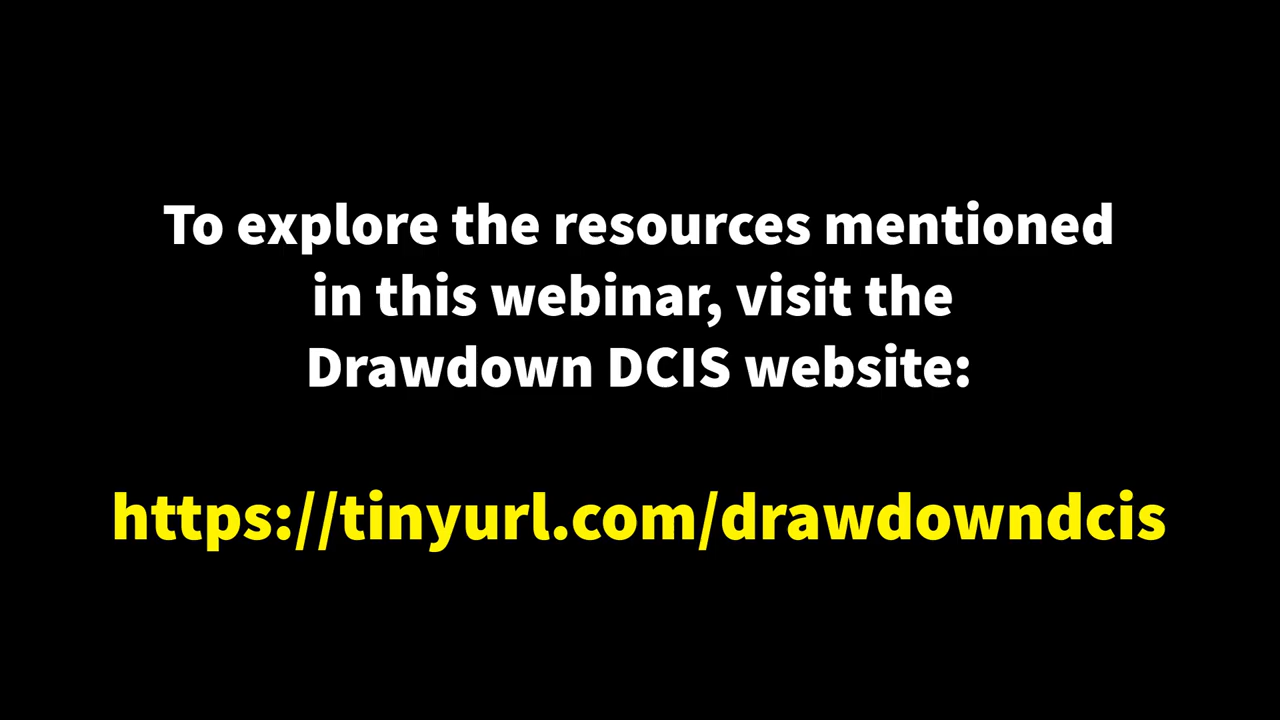 To explore the resources mentioned
in this webinar, visit the
Drawdown DCIS website:
https://tinyurl.com/drawdowndcis